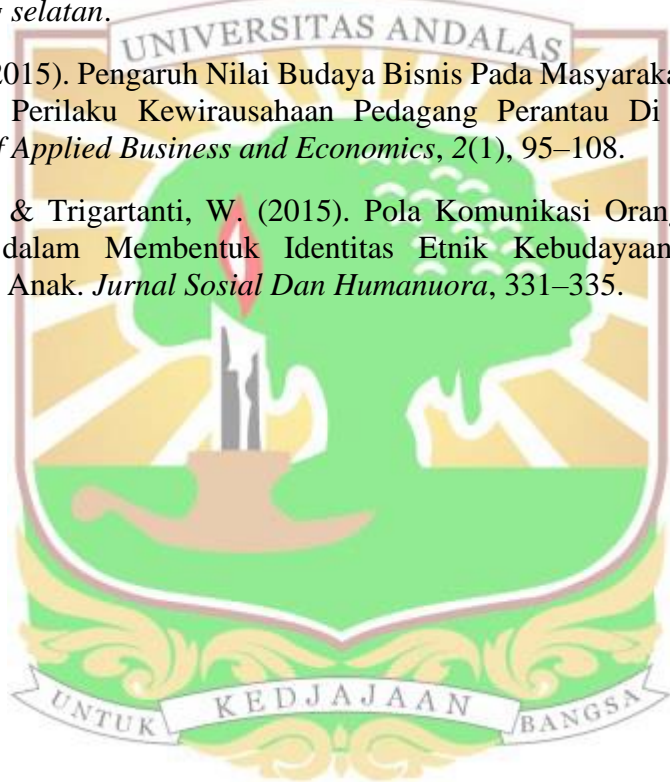 selatan.
UNIVERSITAS ANDALAS
2015). Pengaruh Nilai Budaya Bisnis Pada Masyaraka
Perilaku Kewirausahaan Pedagang Perantau Di
f Applied Business and Economics, 2(1), 95–108.
& Trigartanti, W. (2015). Pola Komunikasi Orang
dalam Membentuk Identitas Etnik Kebudayaan
Anak. Jurnal Sosial Dan Humanuora, 331–335.
UNTUK KEDJAJAAN BANGSA